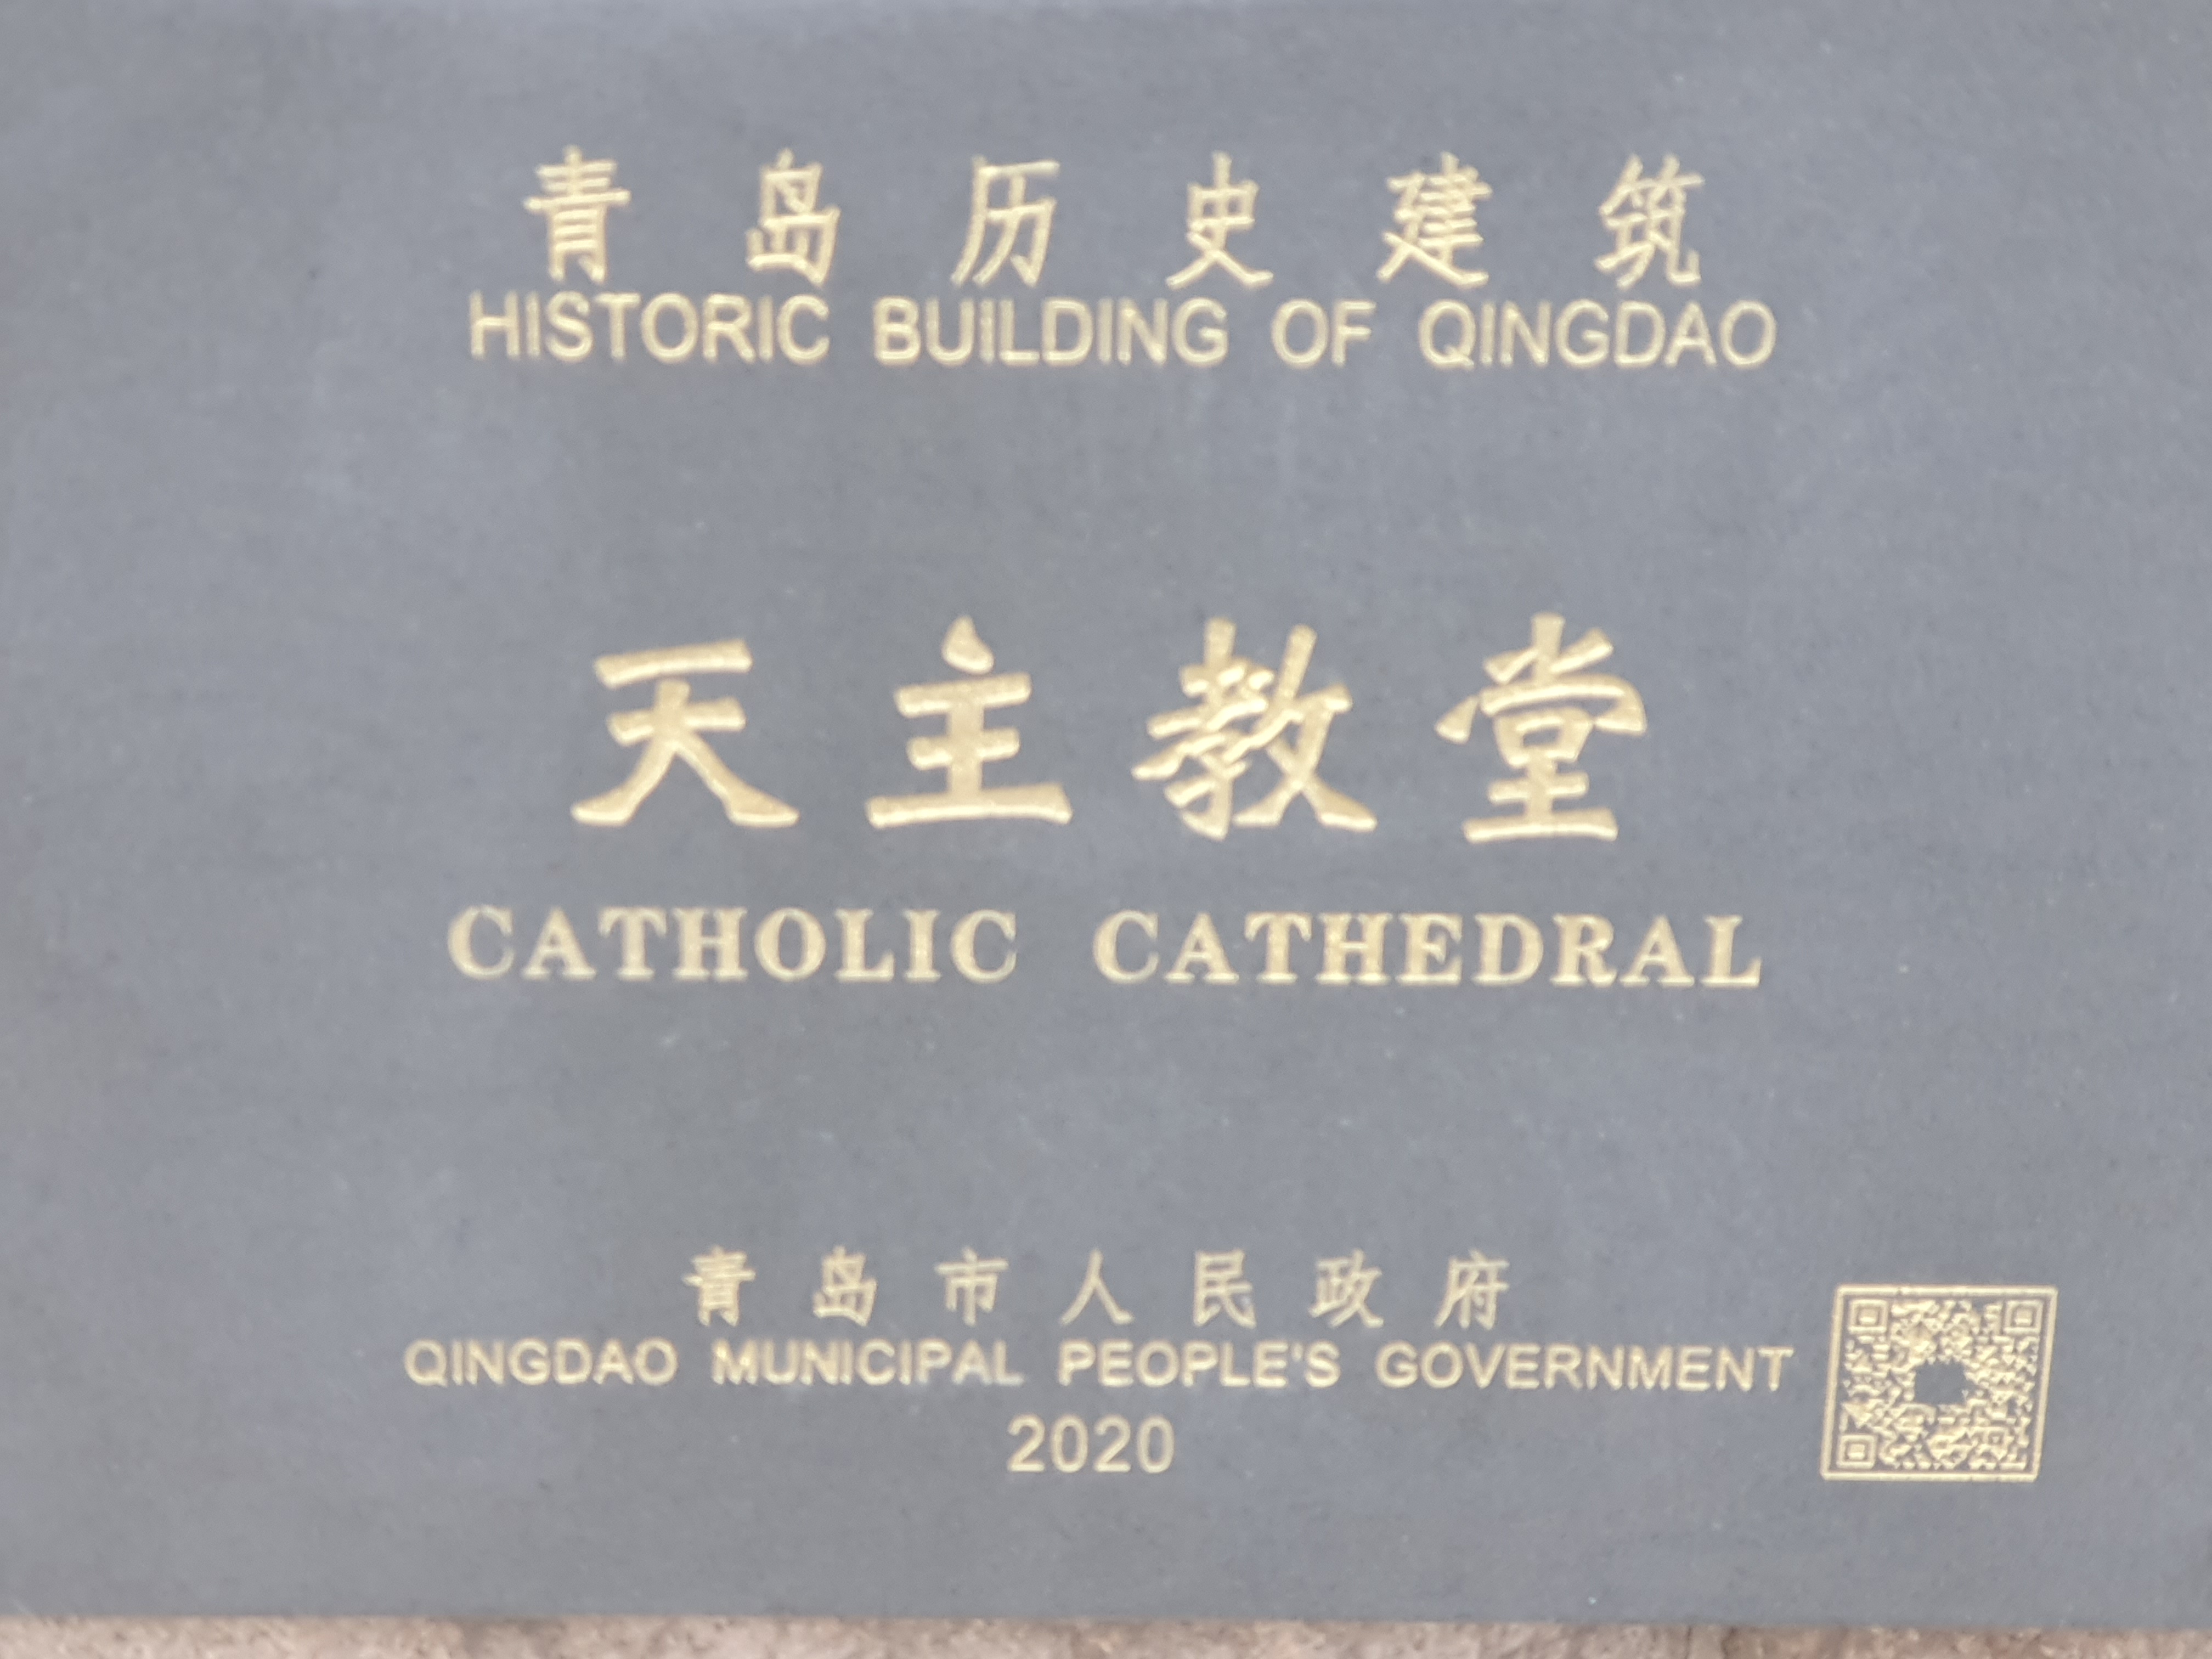 青岛历史建筑
HISTORIC BUILDING OF QINGDAO
天主教堂
CATHOLIC CATHEDRAL
青岛市人民政府
QINGDAO MUNICIPAL PEOPLE'S GOVERNMENT
2020